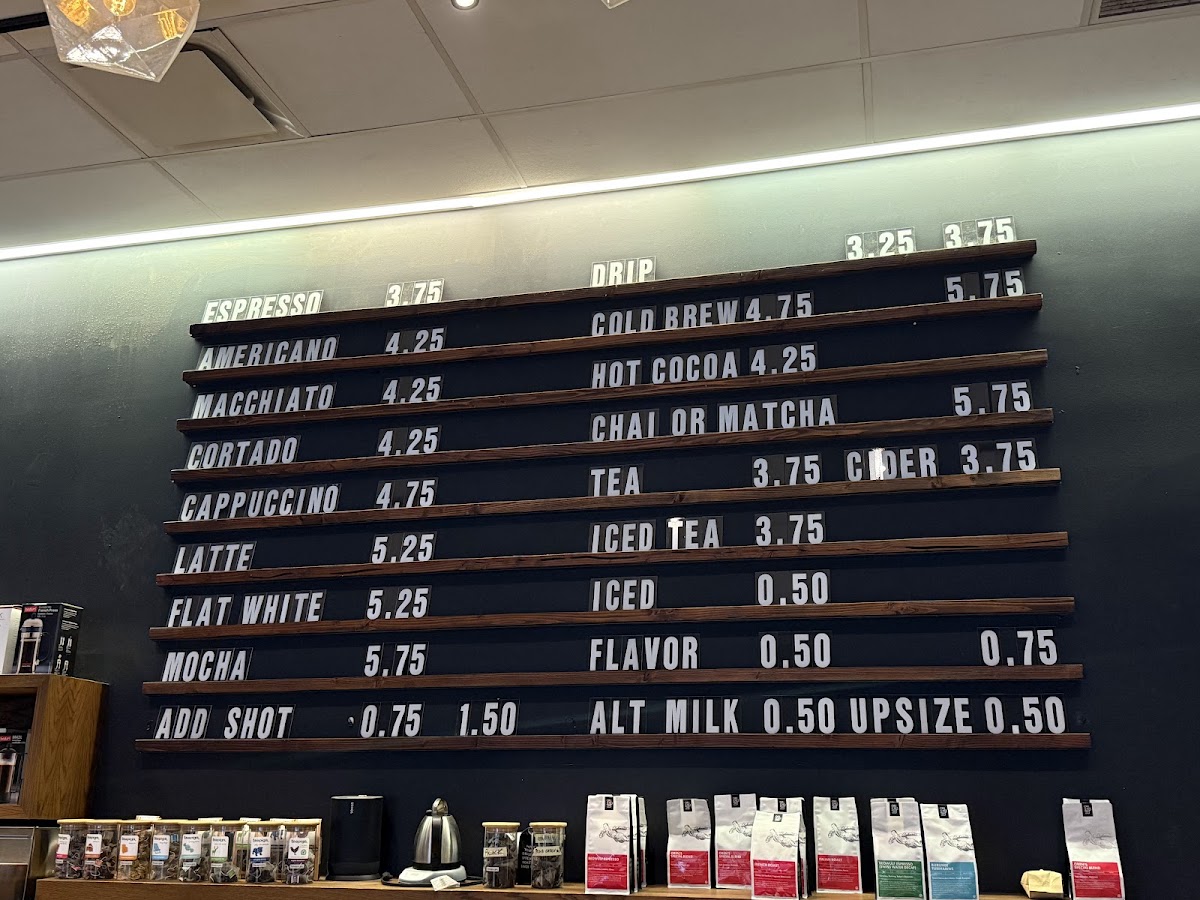 ESPRESSO 3.75
AMERICANO 4.25
MACCHIATO 4.25
CORTADO 4.25
CAPPUCCINO 4.75
LATTE 5.25
FLAT WHITE 5.25
MOCHA 5.75
ADD SHOT 0.75 1.50
DRIP 3.25 3.75
COLD BREW 4.75 5.75
HOT COCOA 4.25
CHAI OR MATCHA 5.75
TEA 3.75 CIDER 3.75
ICED TEA 3.75
ICED 0.50
FLAVOR 0.50 0.75
ALT MILK 0.50 UPSIZE 0.50